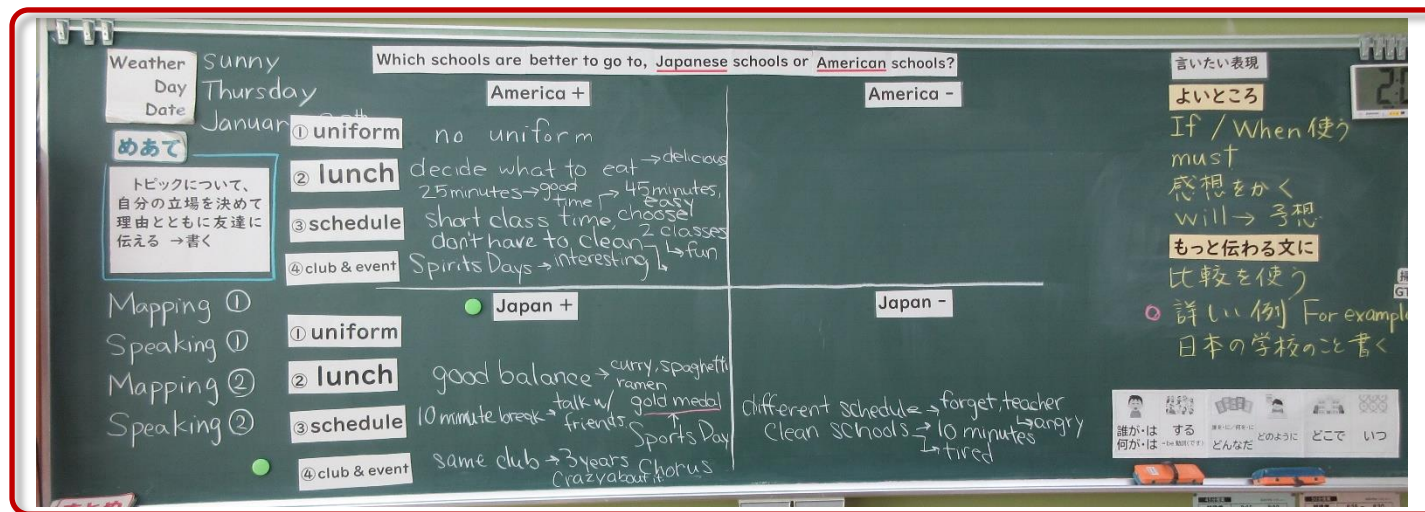 Weather
Day
Date
Sunny
Thursday
Januar
めあて
トピックについて、
自分の立場を決めて
理由とともに友達に
伝える →書く
Mapping ①
Speaking ①
Mapping ②
Speaking ②
Which schools are better to go to, Japanese schools or American schools?
America +
① uniform
no uniform
② lunch
decide what to eat → delicious
25 minutes → good time → 45 minutes, easy
③ schedule
short class time, choose 2 classes
don't have to clean → fun
④ club & event
Spirits Days → interesting
America -
Japan +
① uniform
② lunch
good balance → curry, spaghetti
ramen
③ schedule
10 minute break → talk w/ friends
gold medal
↑
Sports Day
④ club & event
same club → 3 years Chorus
crazy about it
Japan -
different schedule → forget, teacher
→ angry
clean schools → 10 minutes
→ tired
言いたい表現
よいところ
If / When 使う
must
感想をかく
will → 予想
もっと伝わる文に
比較を使う
詳しい例 For example
日本の学校のこと書く
誰が・は
何が・は
する
どんなだ
どのように
どこで
いつ
まとめ